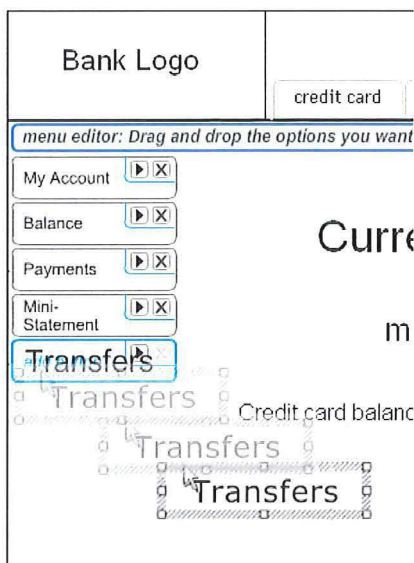 Bank Logo
credit card
menu editor: Drag and drop the options you want
My Account
Balance
Payments
Mini-
Statement
Transfers
Transfers
Transfers
Transfers
Curre
m
Credit card balanc